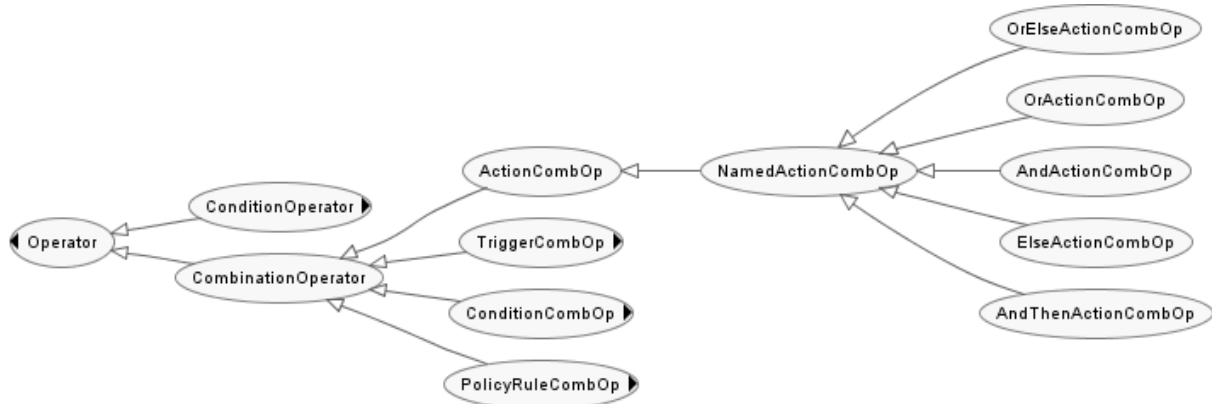 OrElseActionCombOp
OrActionCombOp
ActionCombOp
NamedActionCombOp
AndActionCombOp
ConditionOperator
Operator
TriggerCombOp
ElseActionCombOp
CombinationOperator
ConditionCombOp
AndThenActionCombOp
PolicyRuleCombOp